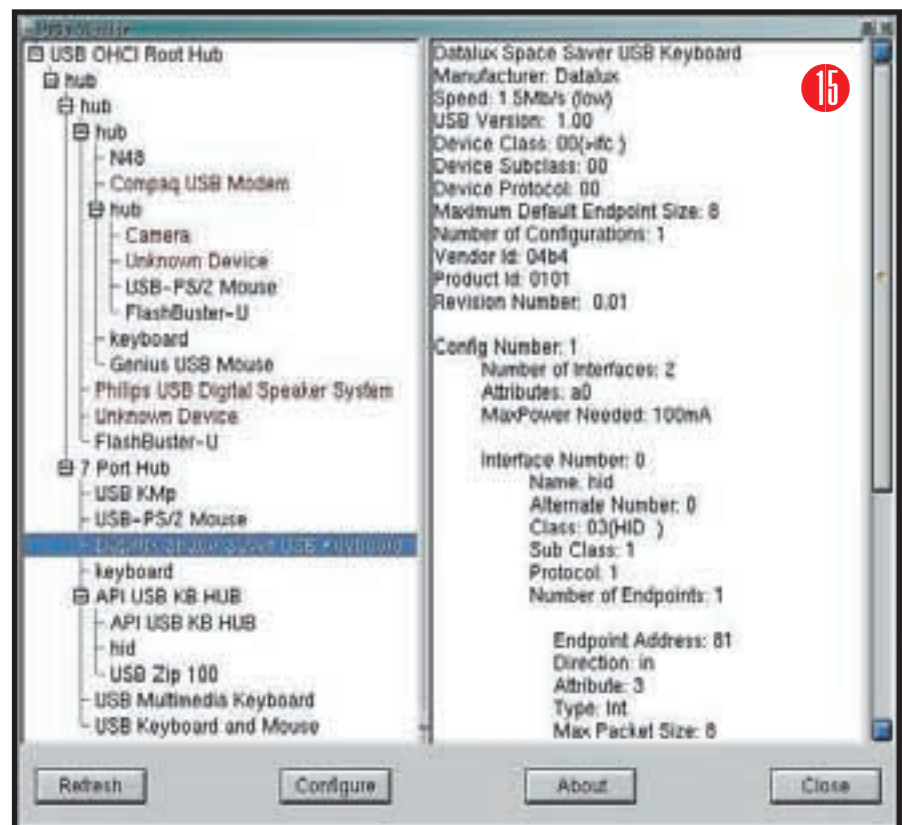 USB OHCI Root Hub
hub
hub
hub
N48
Compaq USB Modem
hub
Camera
Unknown Device
USB-PS/2 Mouse
FlashBuster-U
keyboard
Genius USB Mouse
Philips USB Digital Speaker System
Unknown Device
FlashBuster-U
7 Port Hub
USB KMp
USB-PS/2 Mouse
Datalux Space Saver USB Keyboard
keyboard
API USB KB HUB
API USB KB HUB
hid
USB Zip 100
USB Multimedia Keyboard
USB Keyboard and Mouse
Datalux Space Saver USB Keyboard
Manufacturer: Datalux
Speed: 1.5Mb/s (low)
USB Version: 1.00
Device Class: 00(>ifc )
Device Subclass: 00
Device Protocol: 00
Maximum Default Endpoint Size: 8
Number of Configurations: 1
Vendor Id: 04b4
Product Id: 0101
Revision Number: 0.01
Config Number: 1
Number of Interfaces: 2
Attributes: a0
MaxPower Needed: 100mA
Interface Number: 0
Name: hid
Alternate Number: 0
Class: 03(HID )
Sub Class: 1
Protocol: 1
Number of Endpoints: 1
Endpoint Address: 81
Direction: in
Attribute: 3
Type: Int
Max Packet Size: 8
15
Refresh
Configure
About
Close